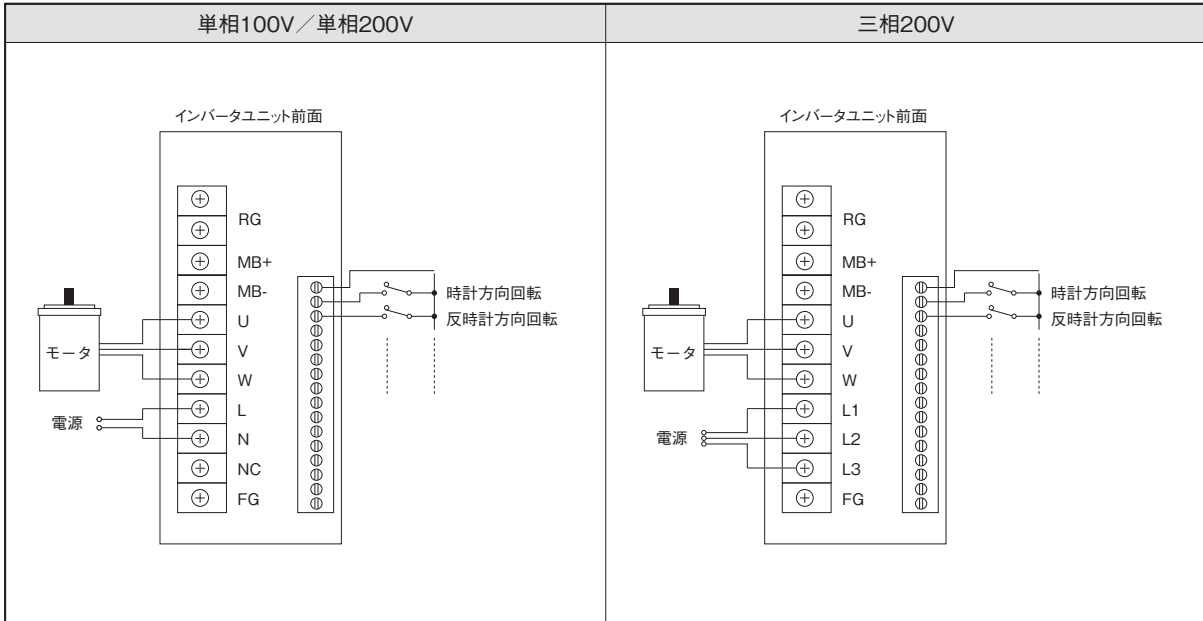 単相100V／単相200V
インバータユニット前面
RG
MB+
MB-
時計方向回転
U
反時計方向回転
モータ
V
W
L
電源
N
NC
FG
三相200V
インバータユニット前面
RG
MB+
MB-
時計方向回転
U
反時計方向回転
モータ
V
W
L1
電源
L2
L3
FG